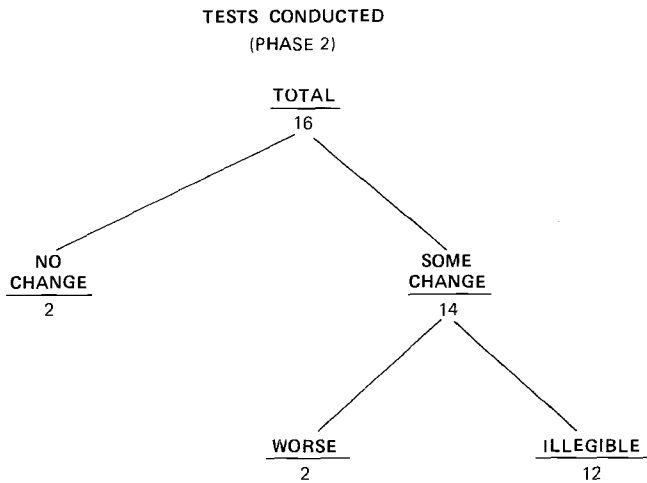 TESTS CONDUCTED
(PHASE 2)
TOTAL
16
NO
CHANGE
2
SOME
CHANGE
14
WORSE
2
ILLEGIBLE
12